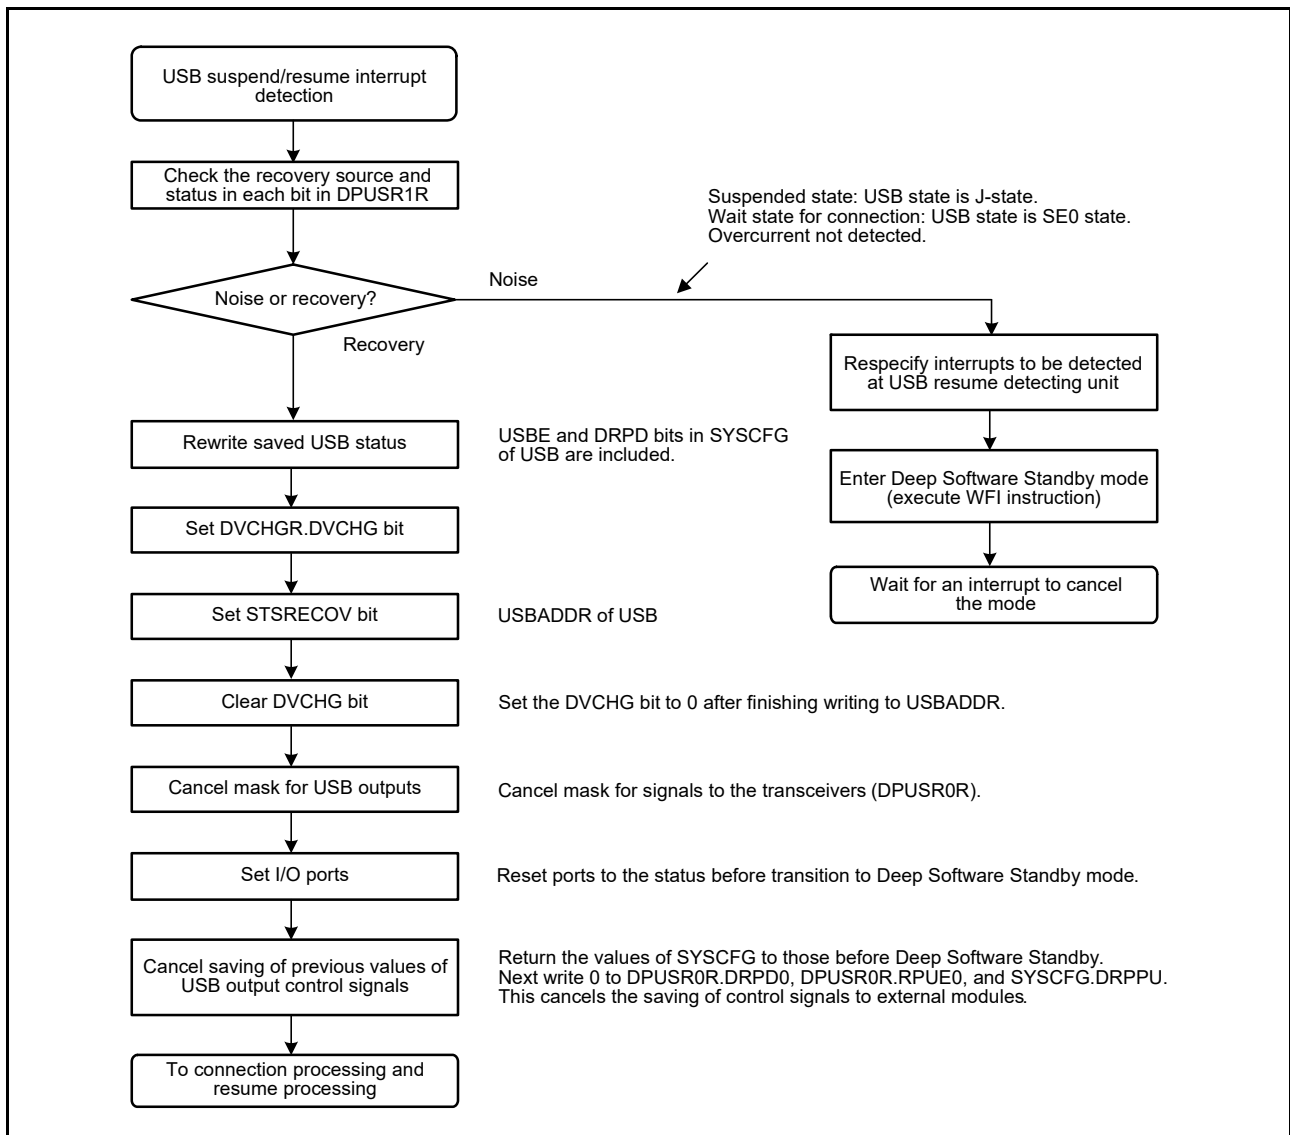 USB suspend/resume interrupt
detection
Check the recovery source and
status in each bit in DPUSR1R
Suspended state: USB state is J-state.
Wait state for connection: USB state is SE0 state.
Overcurrent not detected.
Noise or recovery?
Noise
Recovery
Respecify interrupts to be detected
at USB resume detecting unit
Enter Deep Software Standby mode
(execute WFI instruction)
Wait for an interrupt to cancel
the mode
Rewrite saved USB status
USBE and DRPD bits in SYSCFG
of USB are included.
Set DVCHGR.DVCHG bit
Set STSRECOV bit
USBADDR of USB
Clear DVCHG bit
Set the DVCHG bit to 0 after finishing writing to USBADDR.
Cancel mask for USB outputs
Cancel mask for signals to the transceivers (DPUSR0R).
Set I/O ports
Reset ports to the status before transition to Deep Software Standby mode.
Cancel saving of previous values of
USB output control signals
Return the values of SYSCFG to those before Deep Software Standby.
Next write 0 to DPUSR0R.DRPD0, DPUSR0R.RPUE0, and SYSCFG.DRPPU.
This cancels the saving of control signals to external modules.
To connection processing and
resume processing